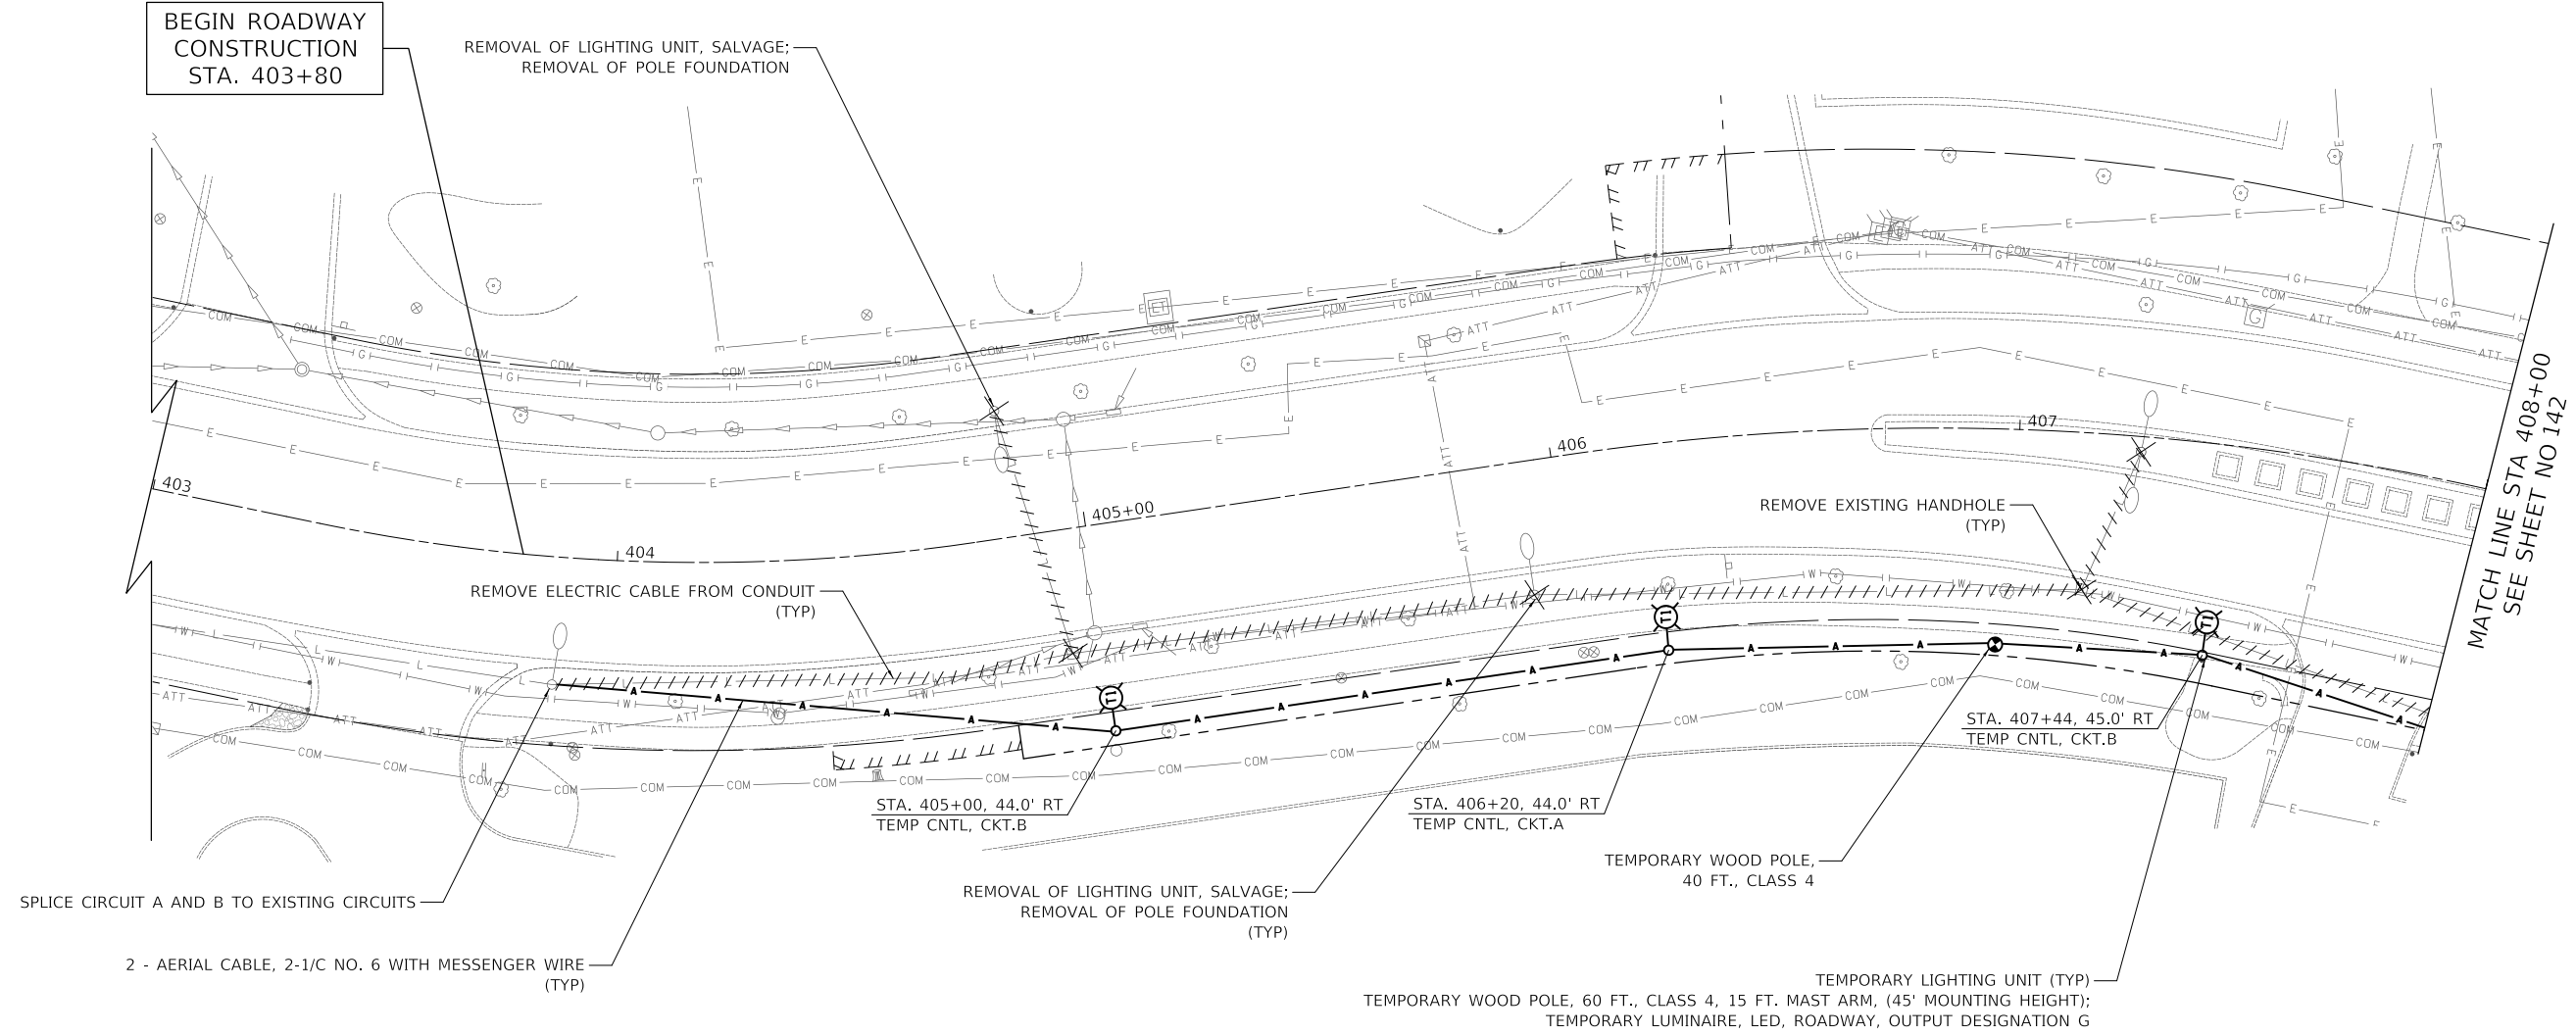 BEGIN ROADWAY
CONSTRUCTION
STA. 403+80
REMOVAL OF LIGHTING UNIT, SALVAGE;
REMOVAL OF POLE FOUNDATION
403
404
405+00
406
407
MATCH LINE STA 408+00
SEE SHEET NO 142
REMOVE EXISTING HANDHOLE
(TYP)
REMOVE ELECTRIC CABLE FROM CONDUIT
(TYP)
T1
T1
T1
STA. 405+00, 44.0' RT
TEMP CNTL, CKT.B
STA. 406+20, 44.0' RT
TEMP CNTL, CKT.A
STA. 407+44, 45.0' RT
TEMP CNTL, CKT.B
TEMPORARY WOOD POLE,
40 FT., CLASS 4
SPLICE CIRCUIT A AND B TO EXISTING CIRCUITS
REMOVAL OF LIGHTING UNIT, SALVAGE;
REMOVAL OF POLE FOUNDATION
(TYP)
2 - AERIAL CABLE, 2-1/C NO. 6 WITH MESSENGER WIRE
(TYP)
TEMPORARY LIGHTING UNIT (TYP)
TEMPORARY WOOD POLE, 60 FT., CLASS 4, 15 FT. MAST ARM, (45' MOUNTING HEIGHT);
TEMPORARY LUMINAIRE, LED, ROADWAY, OUTPUT DESIGNATION G